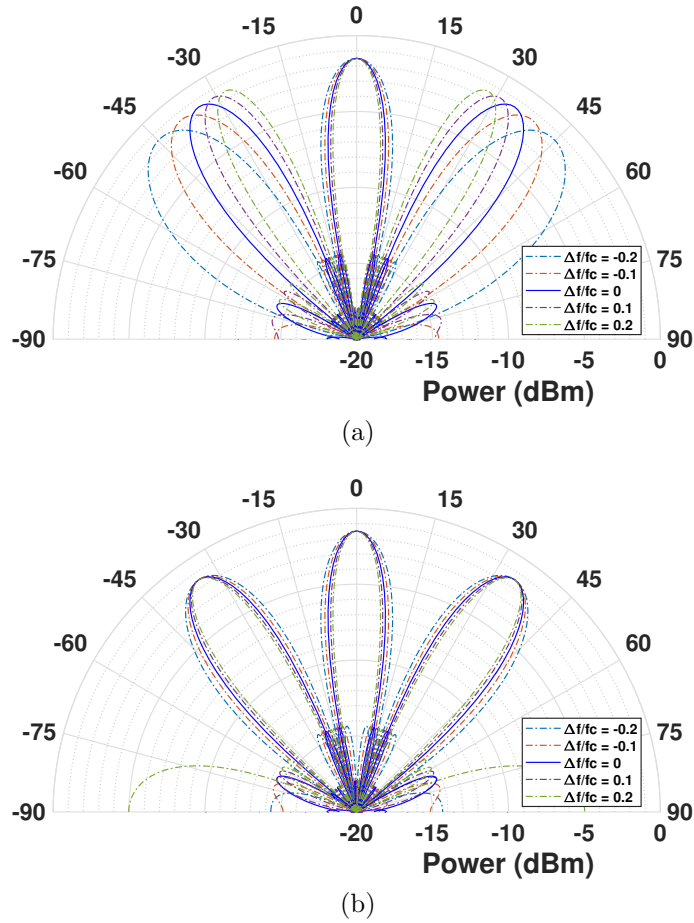 0
-15 15
-30 30
-45 45
-60 60
-75 75
Δf/fc = -0.2
Δf/fc = -0.1
Δf/fc = 0
Δf/fc = 0.1
Δf/fc = 0.2
-90 90
-20 -15 -10 -5 0
Power (dBm)
(a)
0
-15 15
-30 30
-45 45
-60 60
-75 75
Δf/fc = -0.2
Δf/fc = -0.1
Δf/fc = 0
Δf/fc = 0.1
Δf/fc = 0.2
-90 90
-20 -15 -10 -5 0
Power (dBm)
(b)